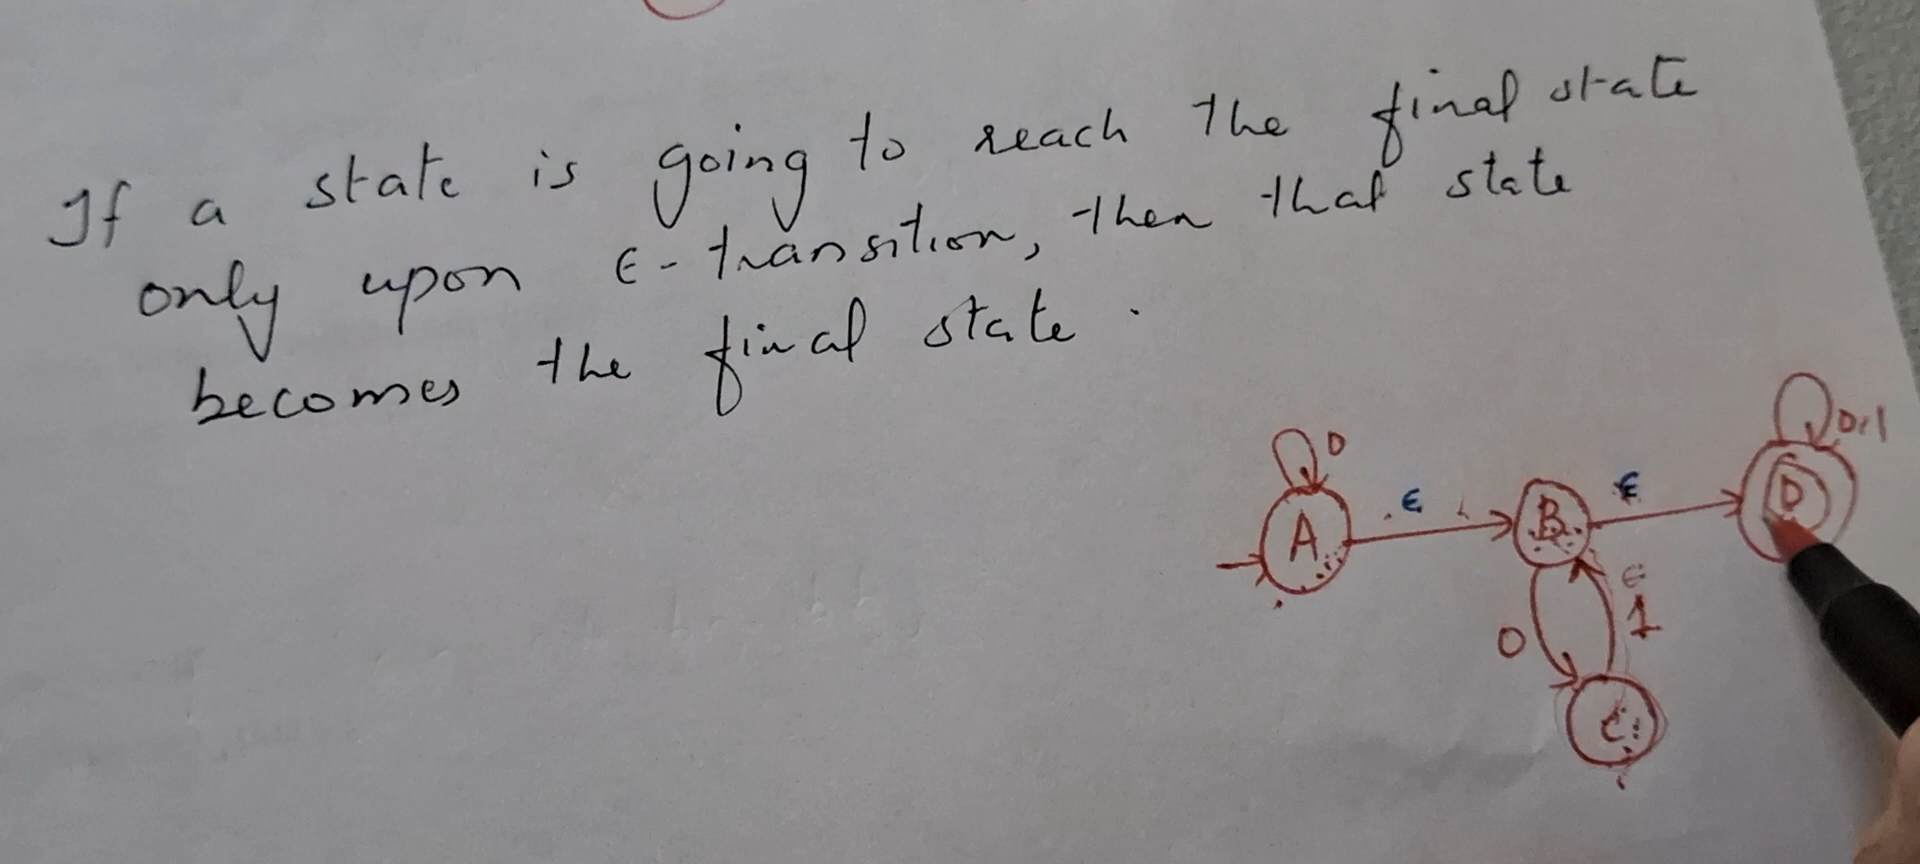 If a state is going to reach the final state
only upon ε-transition, then that state
becomes the final state.
0
0,1
A
ε
B
ε
D
ε
0
1
C